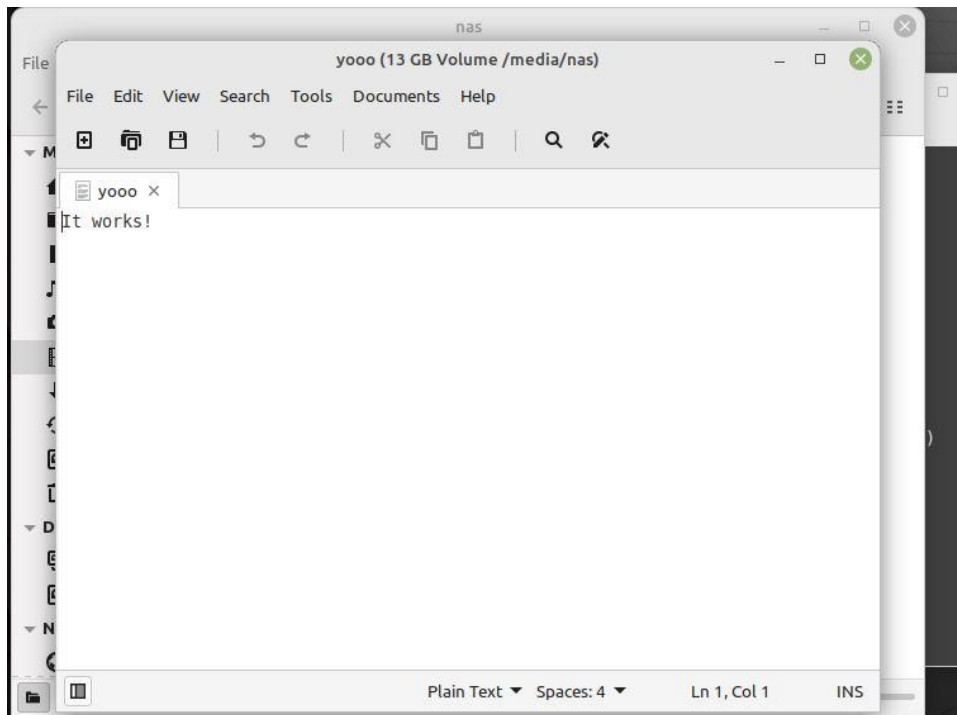 nas
File
yooo (13 GB Volume /media/nas)
File Edit View Search Tools Documents Help
M
yooo
It works!
)
D
N
Plain Text Spaces: 4 Ln 1, Col 1 INS